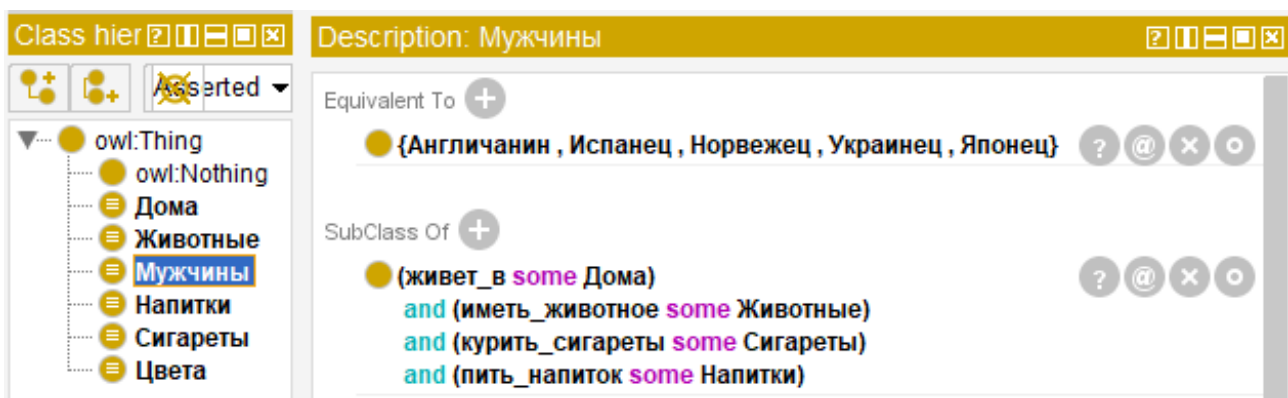 Class hier
Description: Мужчины
Asserted
Equivalent To
owl:Thing
{Англичанин , Испанец , Норвежец , Украинец , Японец}
owl:Nothing
Дома
Животные
SubClass Of
Мужчины
(живет_в some Дома)
Напитки
and (иметь_животное some Животные)
Сигареты
and (курить_сигареты some Сигареты)
Цвета
and (пить_напиток some Напитки)